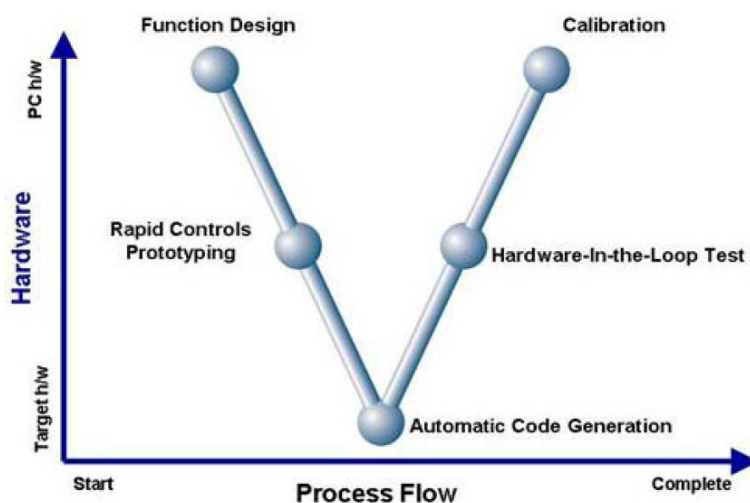 Function Design
Calibration
PC h/w
Hardware
Rapid Controls
Prototyping
Hardware-In-the-Loop Test
Target h/w
Automatic Code Generation
Start
Process Flow
Complete